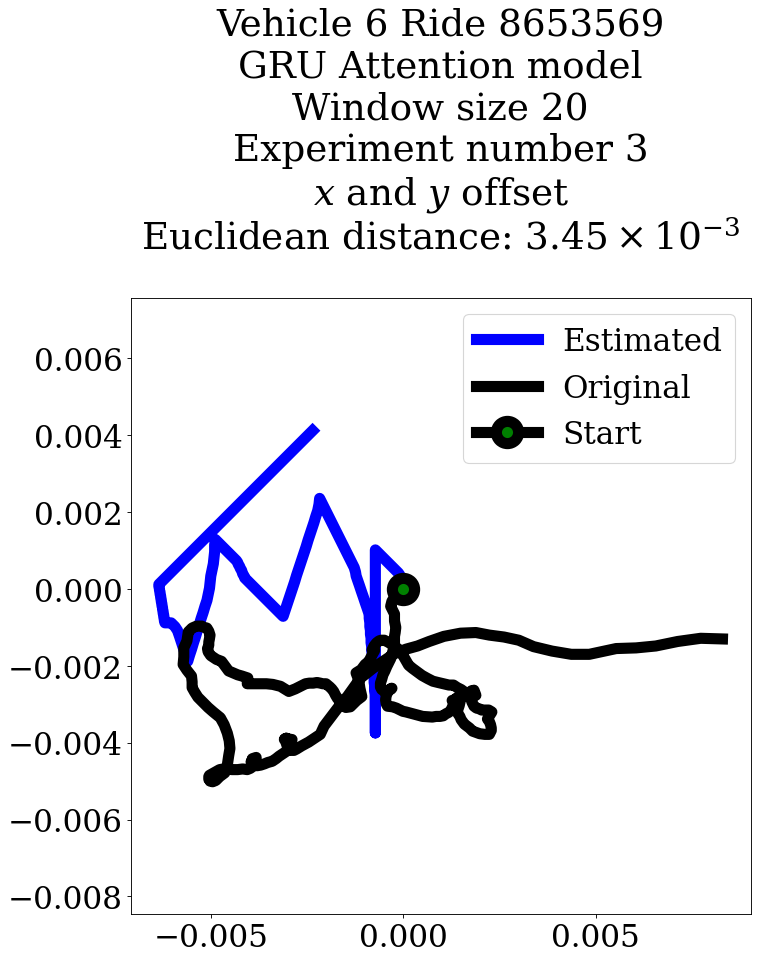 Vehicle 6 Ride 8653569
GRU Attention model
Window size 20
Experiment number 3
x and y offset
Euclidean distance: 3.45 × 10⁻³
Estimated
Original
Start
0.006
0.004
0.002
0.000
−0.002
−0.004
−0.006
−0.008
−0.005 0.000 0.005